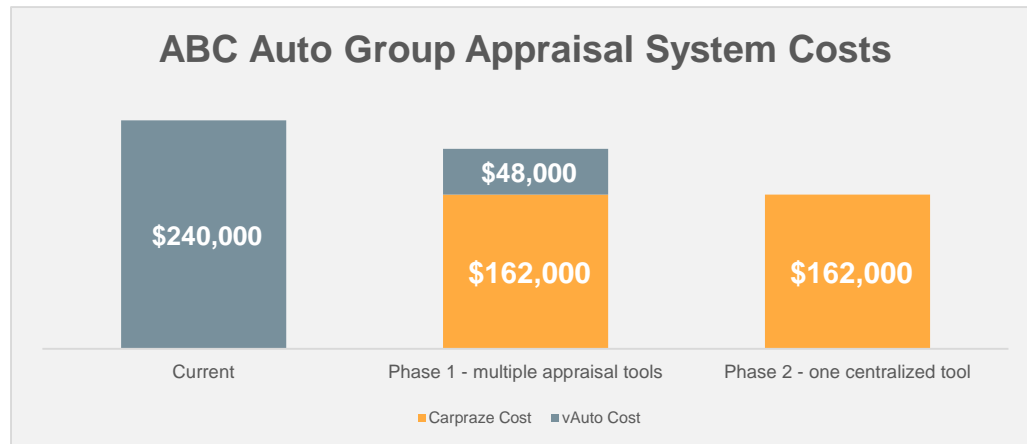 ABC Auto Group Appraisal System Costs
$48,000
$240,000
$162,000
$162,000
Current
Phase 1 - multiple appraisal tools
Phase 2 - one centralized tool
Carpraze Cost
vAuto Cost